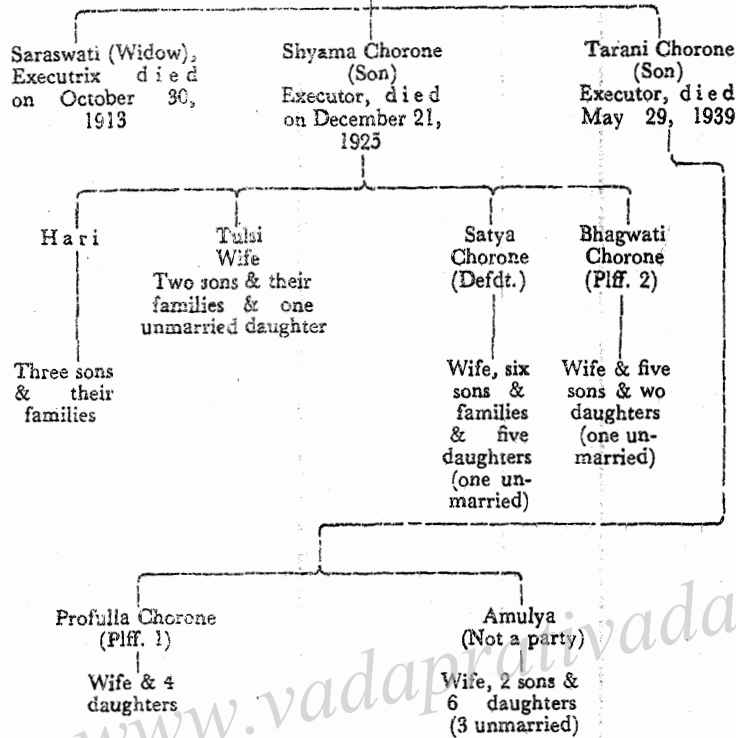 Saraswati (Widow),
Executrix died
on October 30,
1913
Shyama Chorone
(Son)
Executor, died
on December 21,
1925
Tarani Chorone
(Son)
Executor, died
May 29, 1939
Hari
Tulsi
Wife
Two sons & their
families & one
unmarried daughter
Satya
Chorone
(Defdt.)
Bhagwati
Chorone
(Plff. 2)
Three sons
& their
families
Wife, six
sons &
families
& five
daughters
(one un-
married)
Wife & five
sons & wo
daughters
(one un-
married)
Profulla Chorone
(Plff. 1)
Wife & 4
daughters
Amulya
(Not a party)
Wife, 2 sons &
6 daughters
(3 unmarried)
www.vadaprativada